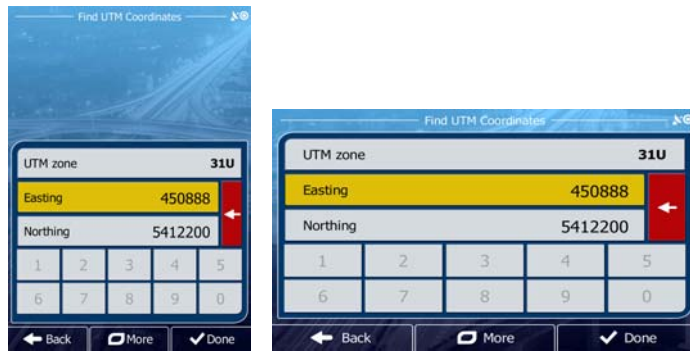 Find UTM Coordinates
UTM zone 31U
Easting 450888
Northing 5412200
1 2 3 4 5
6 7 8 9 0
Back More Done
Find UTM Coordinates
UTM zone 31U
Easting 450888
Northing 5412200
1 2 3 4 5
6 7 8 9 0
Back More Done